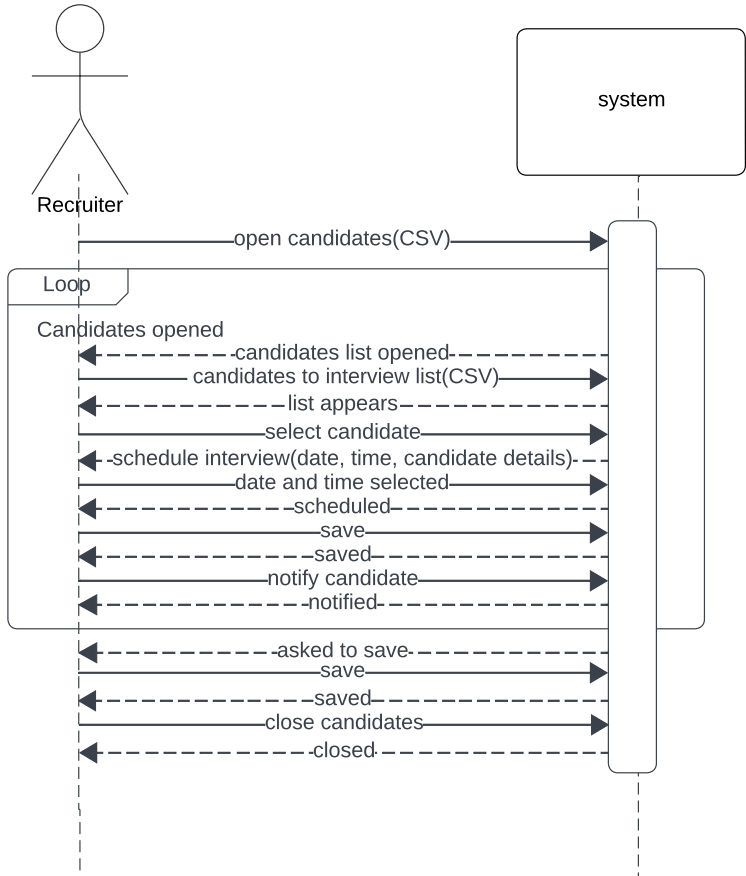 system
Recruiter
open candidates(CSV)
Loop
Candidates opened
candidates list opened
candidates to interview list(CSV)
list appears
select candidate
schedule interview(date, time, candidate details)
date and time selected
scheduled
save
saved
notify candidate
notified
asked to save
save
saved
close candidates
closed